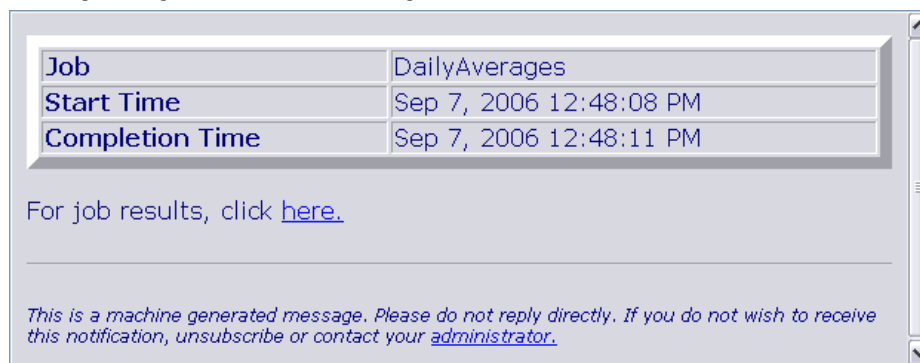 Job DailyAverages
Start Time Sep 7, 2006 12:48:08 PM
Completion Time Sep 7, 2006 12:48:11 PM
For job results, click here.
This is a machine generated message. Please do not reply directly. If you do not wish to receive
this notification, unsubscribe or contact your administrator.